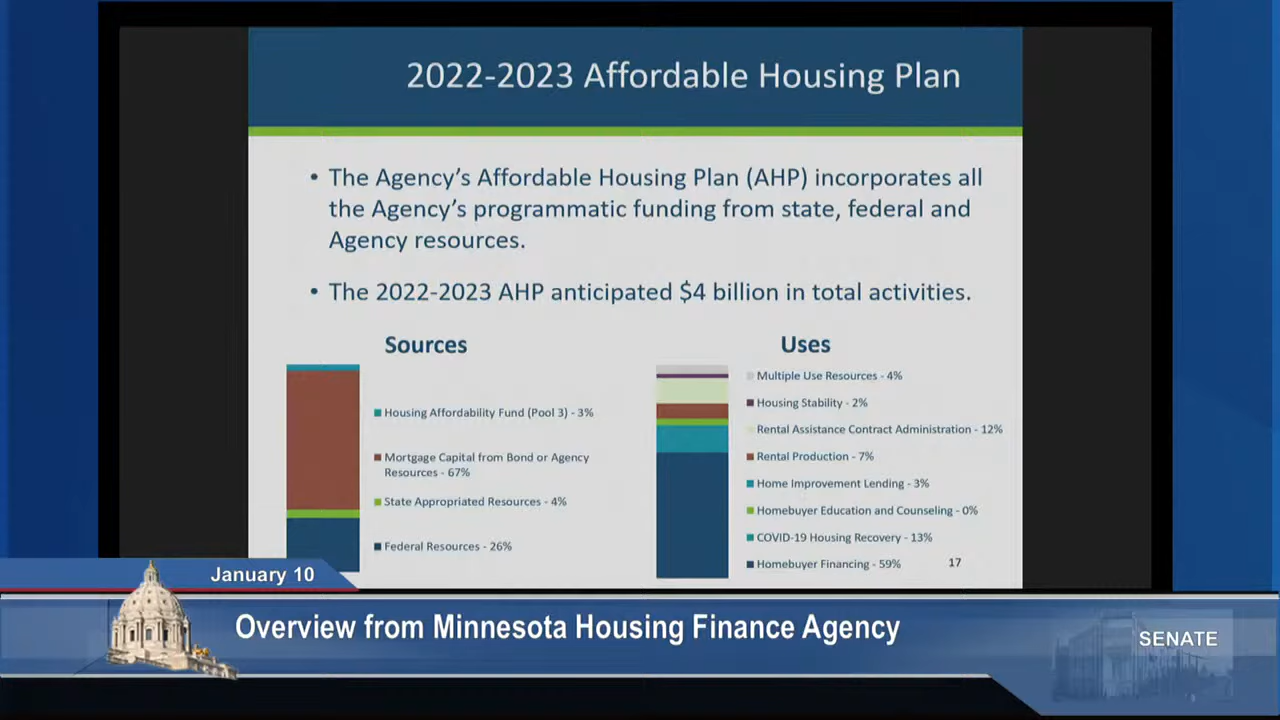 2022-2023 Affordable Housing Plan
• The Agency's Affordable Housing Plan (AHP) incorporates all
the Agency's programmatic funding from state, federal and
Agency resources.
• The 2022-2023 AHP anticipated $4 billion in total activities.
Sources
Housing Affordability Fund (Pool 3) - 3%
Mortgage Capital from Bond or Agency
Resources - 67%
State Appropriated Resources - 4%
Federal Resources - 26%
Uses
Multiple Use Resources - 4%
Housing Stability - 2%
Rental Assistance Contract Administration - 12%
Rental Production - 7%
Home Improvement Lending - 3%
Homebuyer Education and Counseling - 0%
COVID-19 Housing Recovery - 13%
Homebuyer Financing - 59%
17
January 10
Overview from Minnesota Housing Finance Agency
SENATE